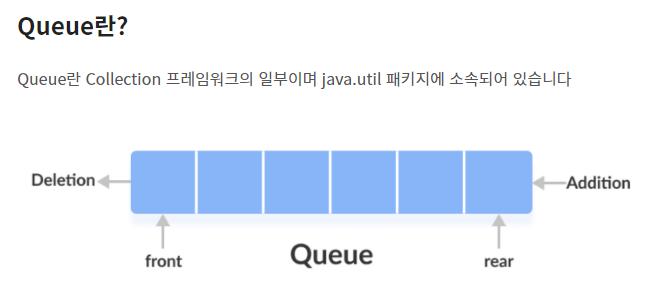 Queue란?
Queue란 Collection 프레임워크의 일부이며 java.util 패키지에 소속되어 있습니다
Deletion
Addition
front
Queue
rear